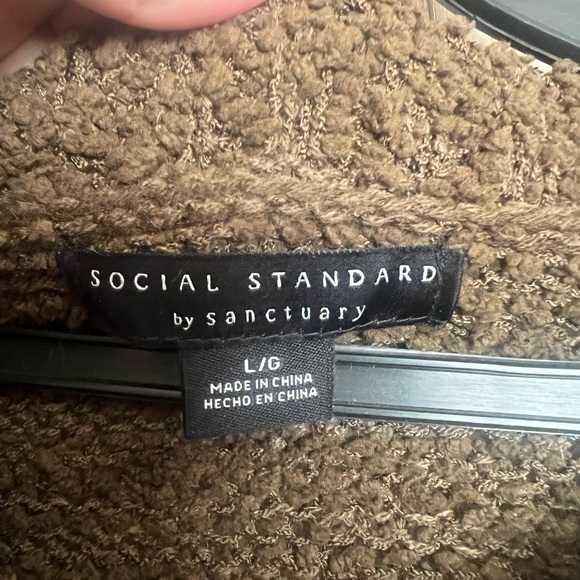 SOCIAL STANDARD
by sanctuary
L/G
MADE IN CHINA
HECHO EN CHINA